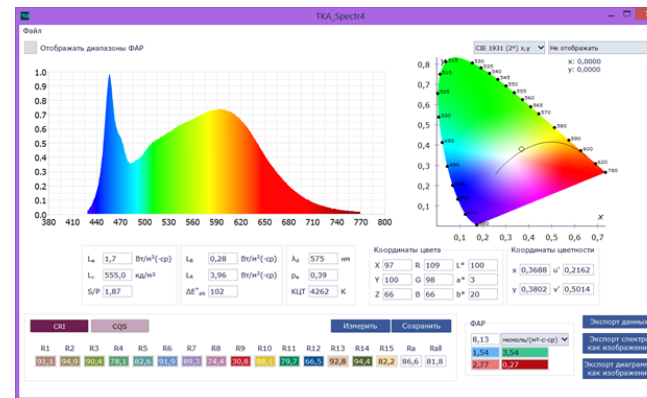 TKA_Spectr4
Файл
Отображать диапазоны ФАР
CIE 1931 (2°) x,y Не отображать
x: 0,0000
y: 0,0000
1.0
0.9
0.8
0.7
0.6
0.5
0.4
0.3
0.2
0.1
0.0
380 410 440 470 500 530 560 590 620 650 680 710 740 770 800
0,8
0,7
0,6
0,5
0,4
0,3
0,2
0,1
x
0,1 0,2 0,3 0,4 0,5 0,6 0,7
Lₑ 1,7 Вт/м²(·ср)
Lᵥ 555,0 кд/м²
S/P 1,87
0,28 Вт/м²(·ср)
3,96 Вт/м²(·ср)
ΔE*ab 102
λd 575 нм
pₑ 0,39
КЦТ 4262 K
Координаты цвета
X 97 R 109 L* 100
Y 100 G 98 a* 3
Z 66 B 66 b* 20
Координаты цветности
x 0,3688 u' 0,2162
y 0,3802 v' 0,5014
CRI CQS Измерить Сохранить
R1 R2 R3 R4 R5 R6 R7 R8 R9 R10 R11 R12 R13 R14 R15 Ra Rall
91,1 94,9 90,4 78,1 82,6 91,9 89,3 74,4 30,8 88,1 79,7 66,5 92,8 94,4 82,2 86,6 81,8
ФАР
8,13 мкмоль/(м²·с·ср)
1,54 3,54
2,77 0,27
Экспорт данных
Экспорт спектра
как изображени
Экспорт диаграмм
как изображени